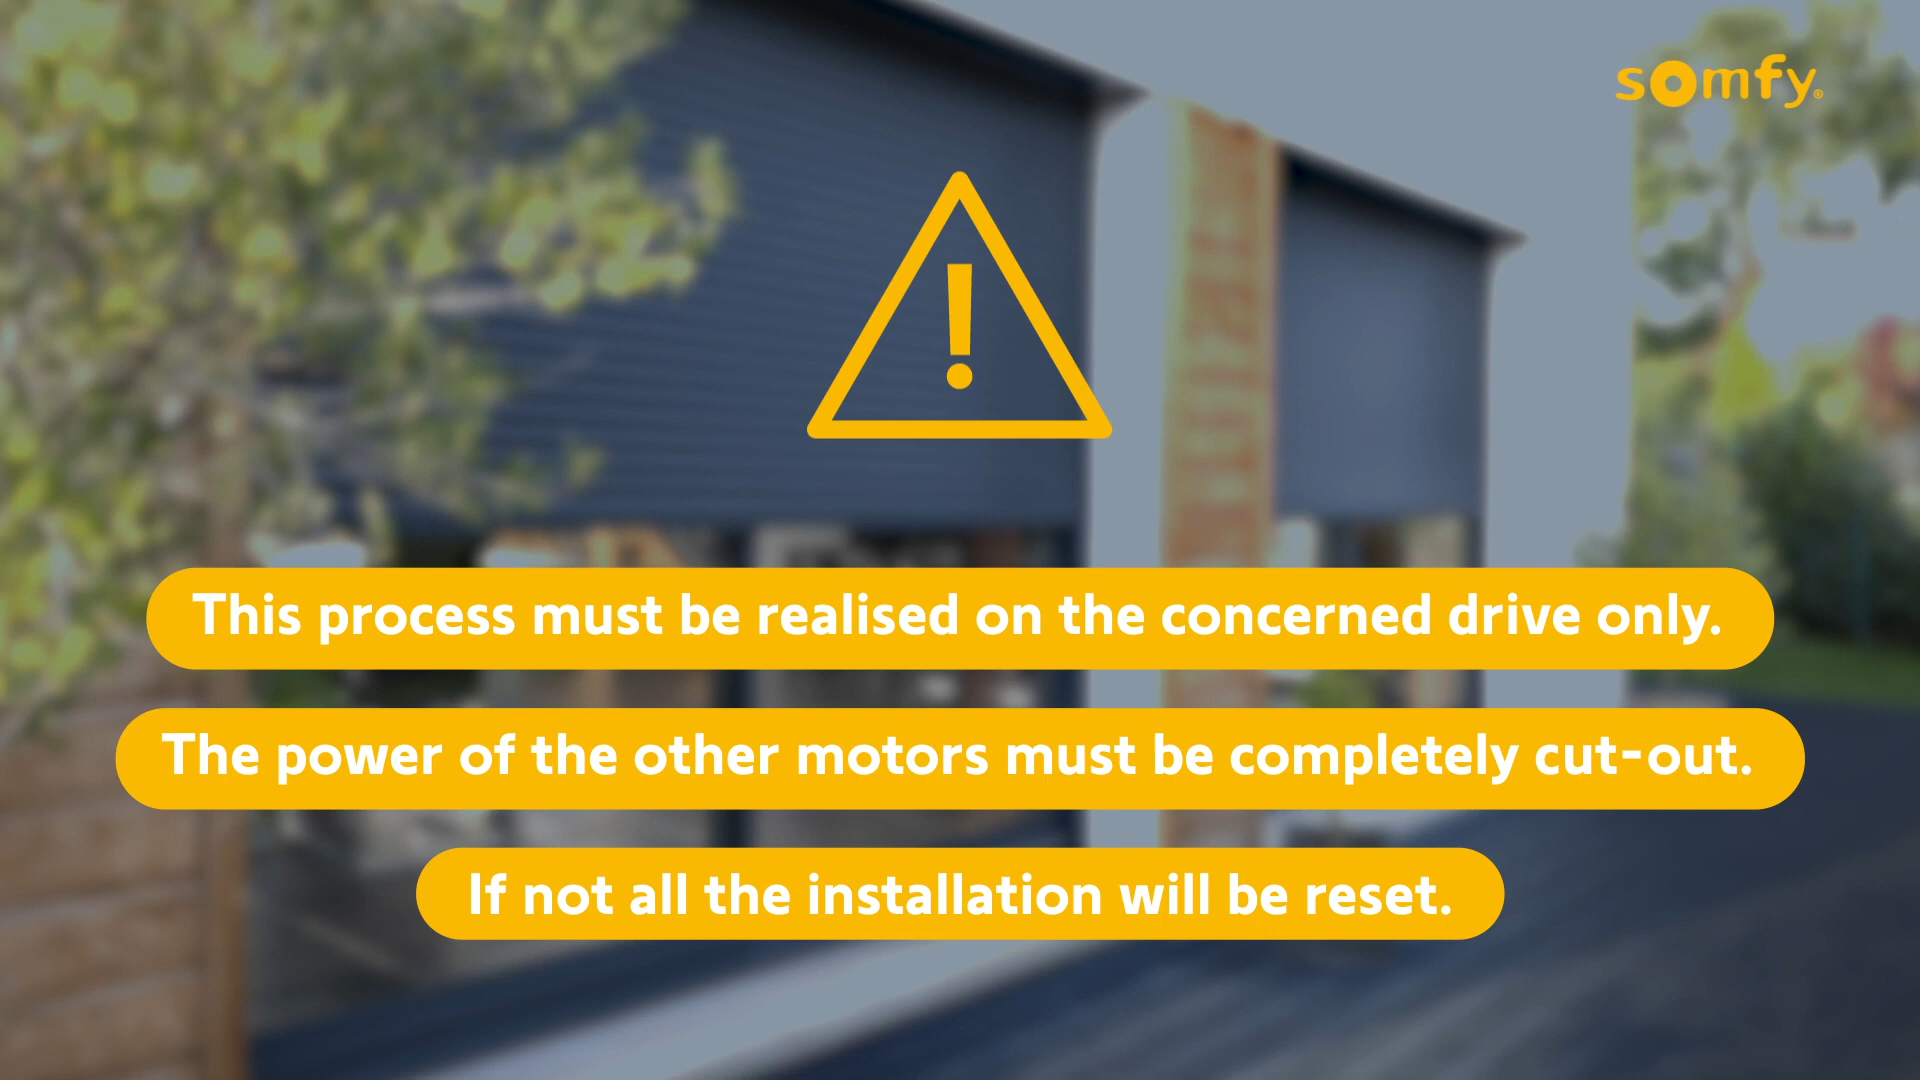 somfy®
!
This process must be realised on the concerned drive only.
The power of the other motors must be completely cut-out.
If not all the installation will be reset.